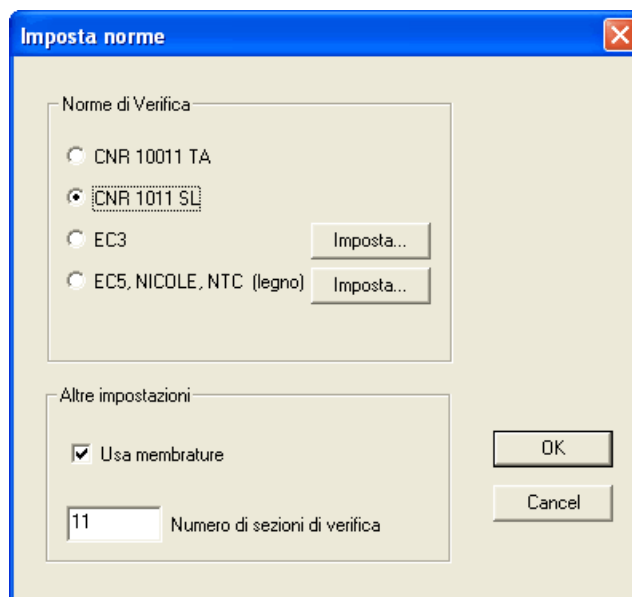 Imposta norme
Norme di Verifica
CNR 10011 TA
CNR 1011 SL
EC3 Imposta...
EC5, NICOLE, NTC (legno) Imposta...
Altre impostazioni
Usa membrature
OK
11 Numero di sezioni di verifica
Cancel